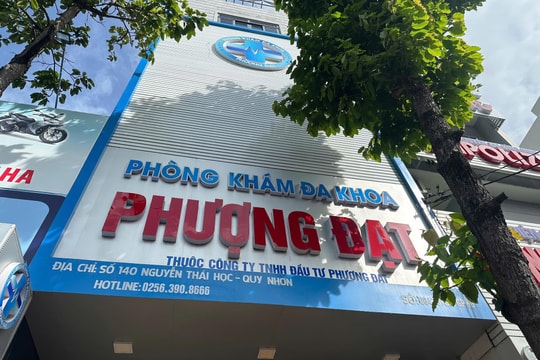 PHÒNG KHÁM ĐA KHOA
PHƯỢNG ĐẠT
THUỘC CÔNG TY TNHH ĐẦU TƯ PHƯỢNG ĐẠT
ĐỊA CHỈ: SỐ 140 NGUYỄN THÁI HỌC - QUY NHƠN
HOTLINE: 0256.390.8666
HA